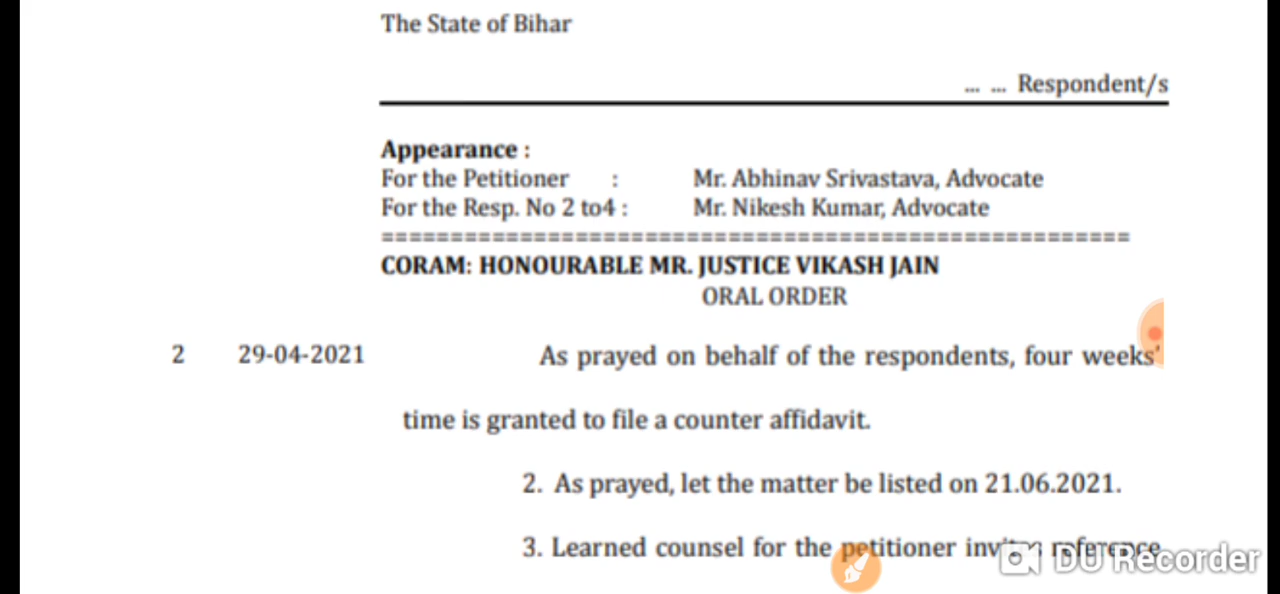 The State of Bihar
... ... Respondent/s
Appearance :
For the Petitioner : Mr. Abhinav Srivastava, Advocate
For the Resp. No 2 to4 : Mr. Nikesh Kumar, Advocate
=======================================================
CORAM: HONOURABLE MR. JUSTICE VIKASH JAIN
ORAL ORDER
2 29-04-2021 As prayed on behalf of the respondents, four weeks'
time is granted to file a counter affidavit.
2. As prayed, let the matter be listed on 21.06.2021.
3. Learned counsel for the petitioner invites reference
DU Recorder